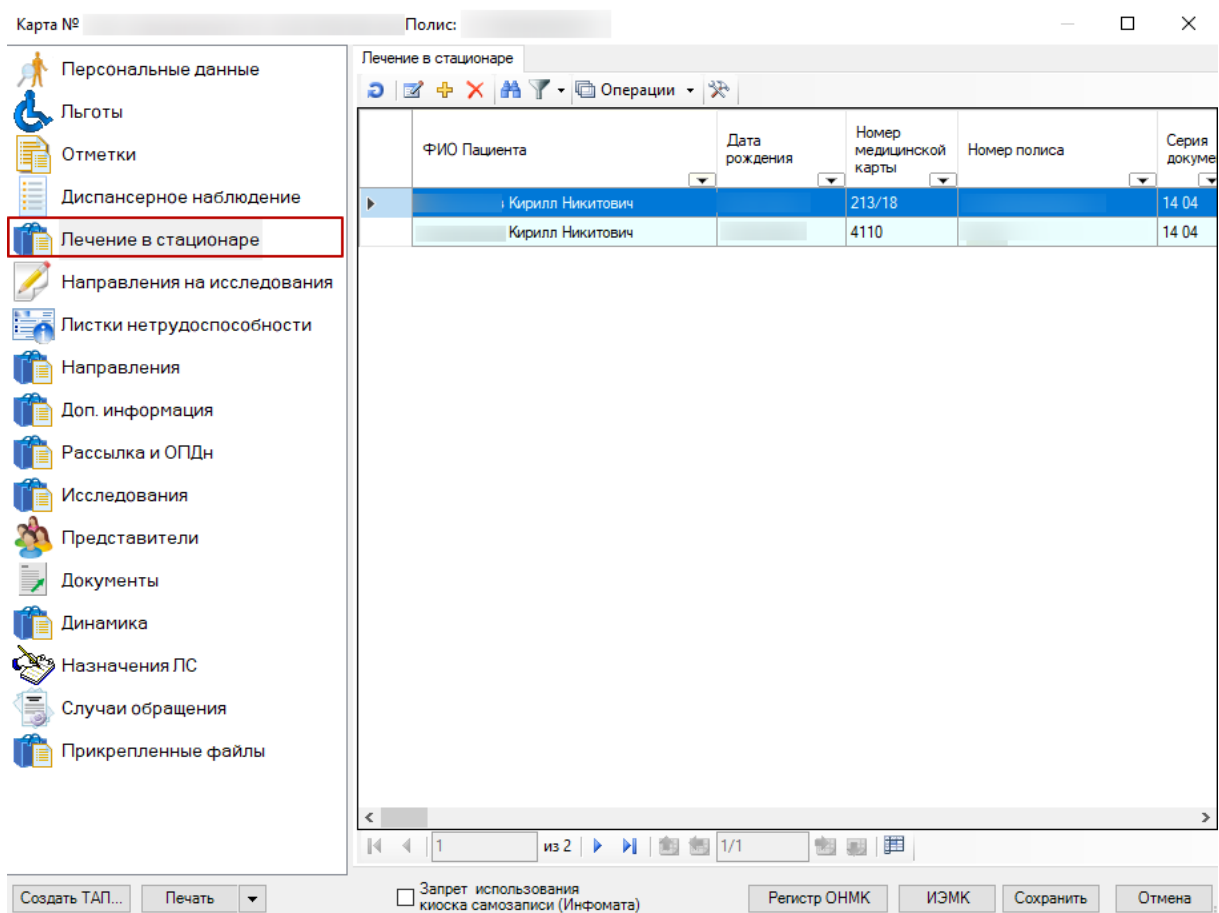 Карта №
Полис:
Персональные данные
Льготы
Отметки
Диспансерное наблюдение
Лечение в стационаре
Направления на исследования
Листки нетрудоспособности
Направления
Доп. информация
Рассылка и ОПДн
Исследования
Представители
Документы
Динамика
Назначения ЛС
Случаи обращения
Прикрепленные файлы
Лечение в стационаре
Операции
ФИО Пациента
Дата
рождения
Номер
медицинской
карты
Номер полиса
Серия
докуме
Кирилл Никитович 213/18 14 04
Кирилл Никитович 4110 14 04
1 из 2 1/1
Создать ТАП...
Печать
Запрет использования
киоска самозаписи (Инфомата)
Регистр ОНМК
ИЭМК
Сохранить
Отмена